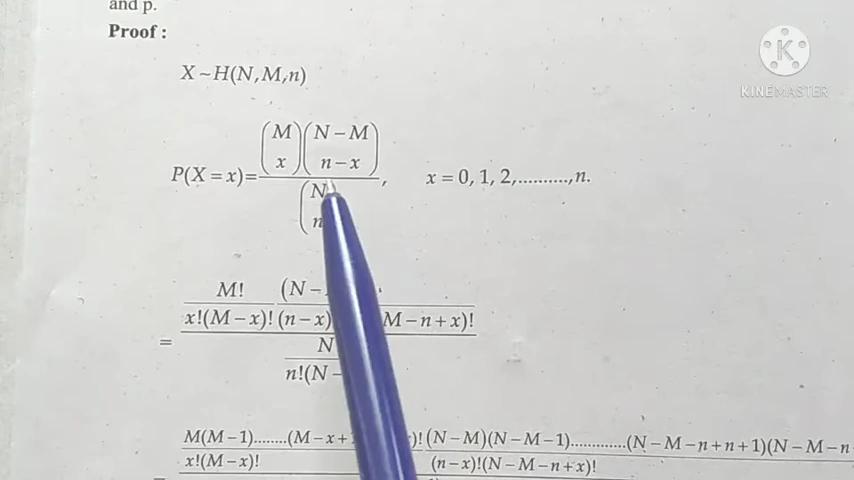 and p.
Proof :
K
KINEMASTER
X ~ H(N, M, n)
P(X = x) = (M x) (N – M n – x) / (N n), x = 0, 1, 2,..........,n.
M! (N –
x!(M – x)! (n – x) M – n + x)!
=
N
n!(N –
M(M – 1)........(M – x + )! (N – M)(N – M – 1).............(N – M – n + n + 1)(N – M – n
x!(M – x)! (n – x)!(N – M – n + x)!
=